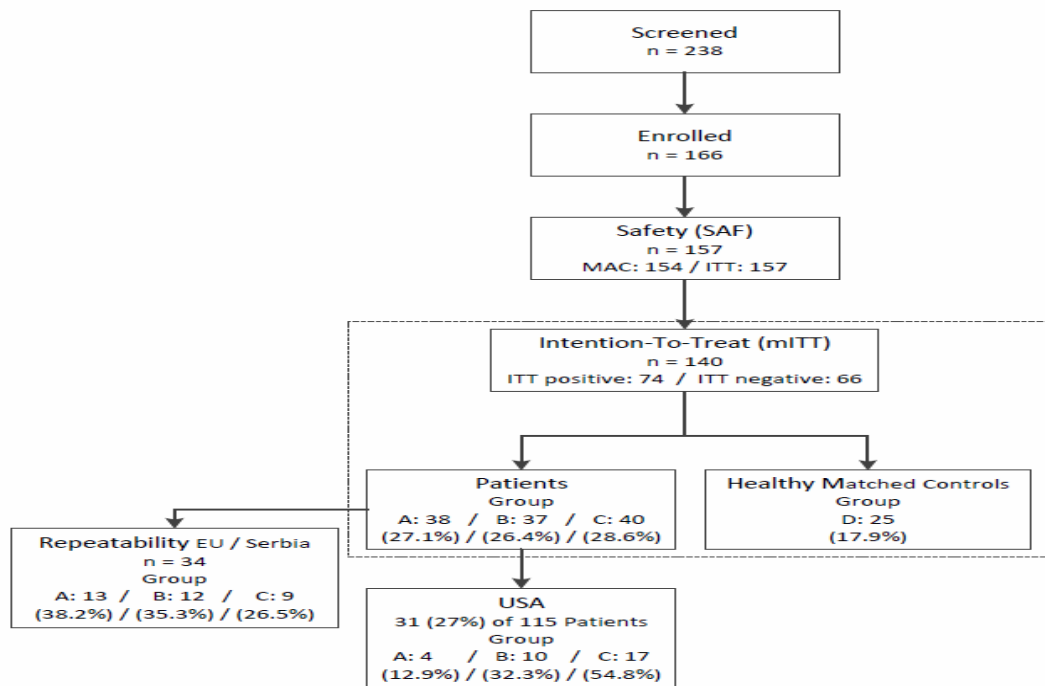 Screened
n = 238
Enrolled
n = 166
Safety (SAF)
n = 157
MAC: 154 / ITT: 157
Intention-To-Treat (mITT)
n = 140
ITT positive: 74 / ITT negative: 66
Patients
Group
A: 38 / B: 37 / C: 40
(27.1%) / (26.4%) / (28.6%)
Healthy Matched Controls
Group
D: 25
(17.9%)
Repeatability EU / Serbia
n = 34
Group
A: 13 / B: 12 / C: 9
(38.2%) / (35.3%) / (26.5%)
USA
31 (27%) of 115 Patients
Group
A: 4 / B: 10 / C: 17
(12.9%) / (32.3%) / (54.8%)